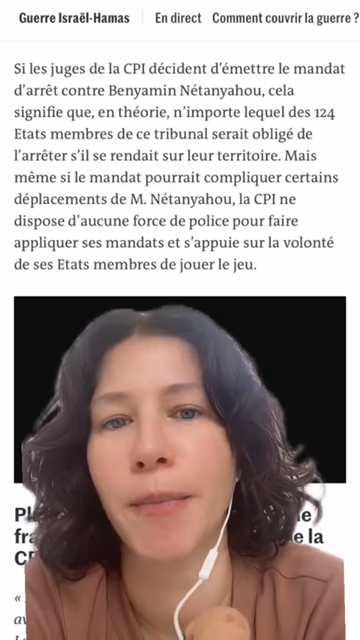 Guerre Israël-Hamas En direct Comment couvrir la guerre ?
Si les juges de la CPI décident d'émettre le mandat
d'arrêt contre Benyamin Nétanyahou, cela
signifie que, en théorie, n'importe lequel des 124
Etats membres de ce tribunal serait obligé de
l'arrêter s'il se rendait sur leur territoire. Mais
même si le mandat pourrait compliquer certains
déplacements de M. Nétanyahou, la CPI ne
dispose d'aucune force de police pour faire
appliquer ses mandats et s'appuie sur la volonté
de ses Etats membres de jouer le jeu.
e la
«